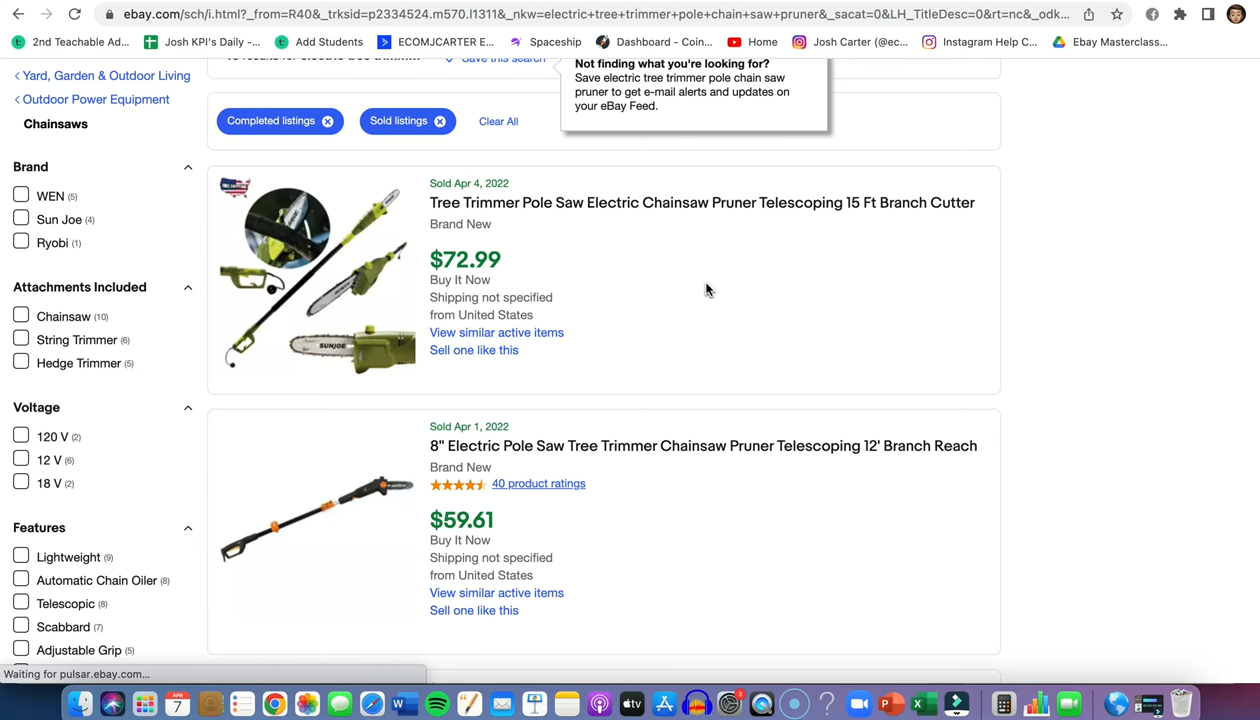 ebay.com/sch/i.html?_from=R40&_trksid=p2334524.m570.l1311&_nkw=electric+tree+trimmer+pole+chain+saw+pruner&_sacat=0&LH_TitleDesc=0&rt=nc&_odk...
2nd Teachable Ad...
Josh KPI's Daily -...
Add Students
ECOMJCARTER E...
Spaceship
Dashboard - Coin...
Home
Josh Carter (@ec...
Instagram Help C...
Ebay Masterclass...
Save this search
Not finding what you're looking for?
Save electric tree trimmer pole chain saw
pruner to get e-mail alerts and updates on
your eBay Feed.
Yard, Garden & Outdoor Living
Outdoor Power Equipment
Chainsaws
Brand
WEN (5)
Sun Joe (4)
Ryobi (1)
Attachments Included
Chainsaw (10)
String Trimmer (6)
Hedge Trimmer (5)
Voltage
120 V (2)
12 V (6)
18 V (2)
Features
Lightweight (9)
Automatic Chain Oiler (8)
Telescopic (8)
Scabbard (7)
Adjustable Grip (5)
Completed listings
Sold listings
Clear All
Sold Apr 4, 2022
Tree Trimmer Pole Saw Electric Chainsaw Pruner Telescoping 15 Ft Branch Cutter
Brand New
$72.99
Buy It Now
Shipping not specified
from United States
View similar active items
Sell one like this
SUNJOE
Sold Apr 1, 2022
8" Electric Pole Saw Tree Trimmer Chainsaw Pruner Telescoping 12' Branch Reach
Brand New
40 product ratings
$59.61
Buy It Now
Shipping not specified
from United States
View similar active items
Sell one like this
Waiting for pulsar.ebay.com...
APR
7
tv
3